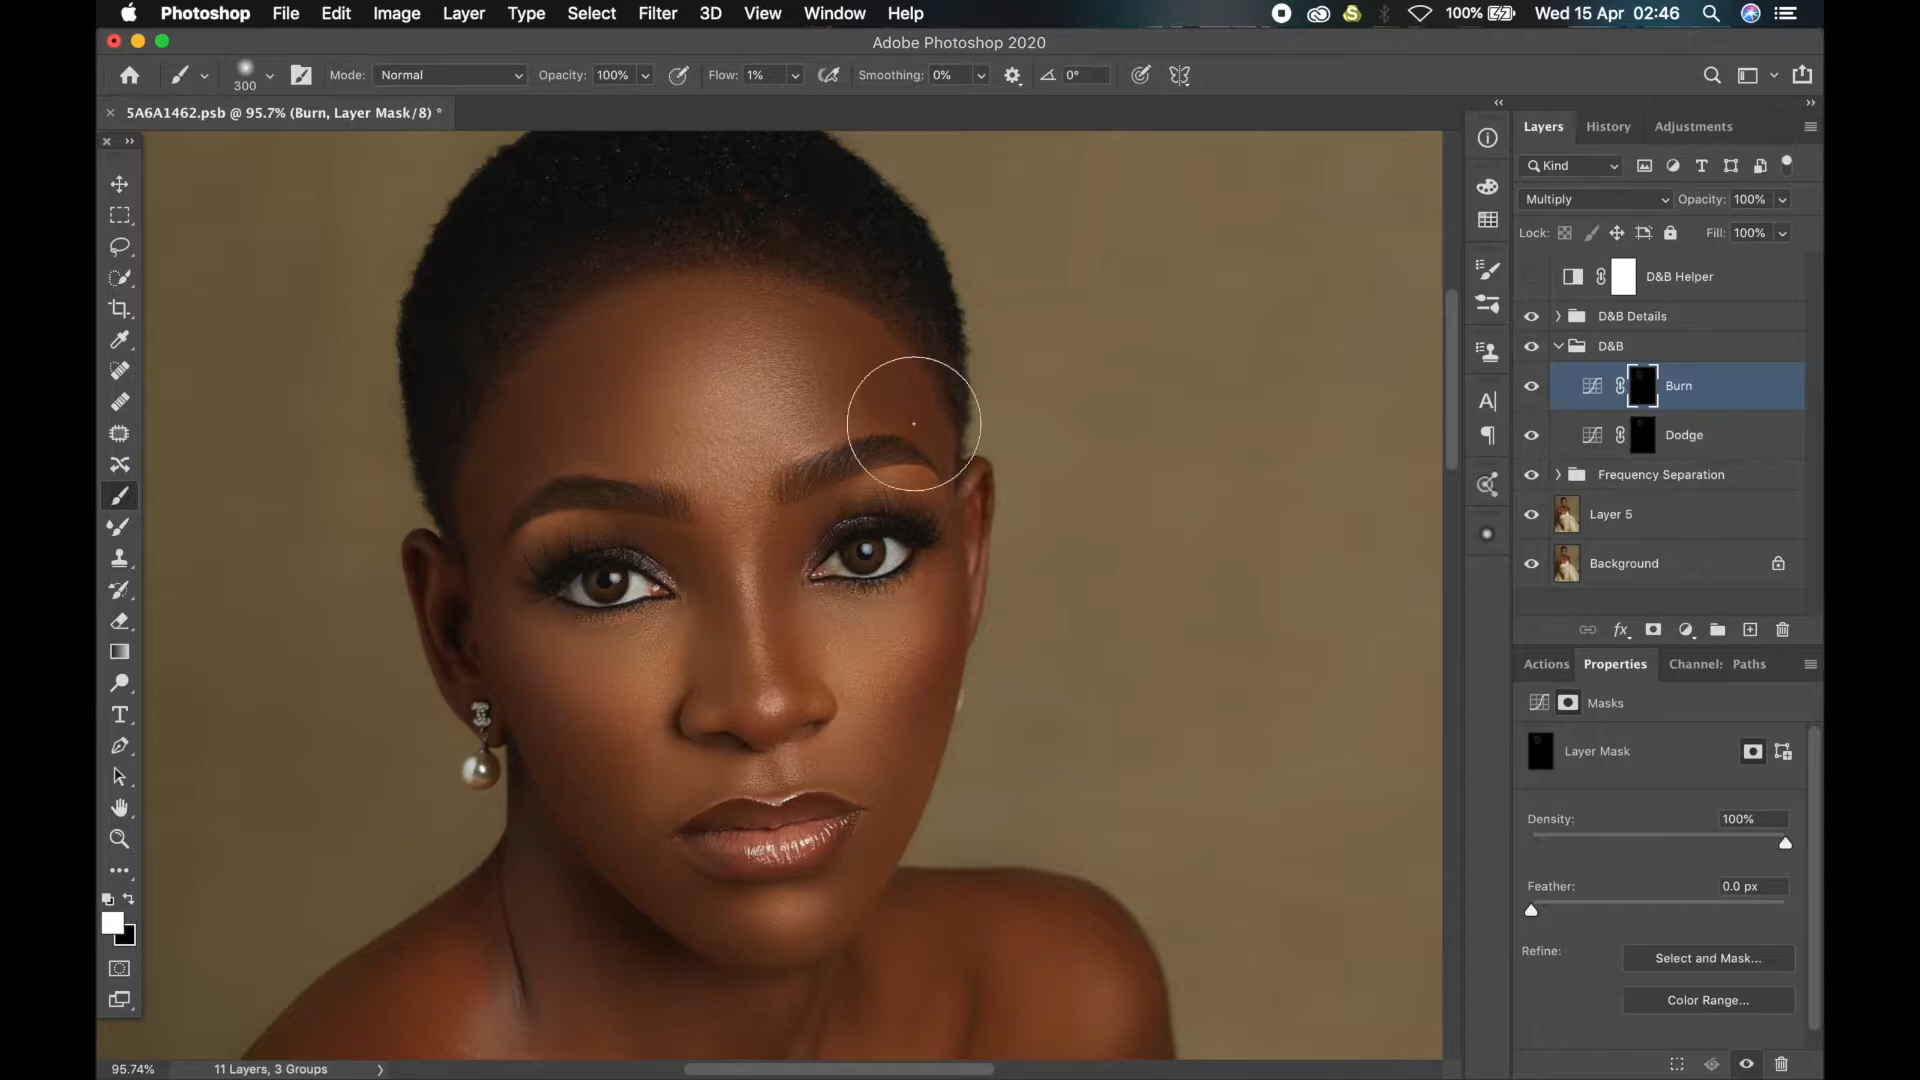 Photoshop File Edit Image Layer Type Select Filter 3D View Window Help 100% Wed 15 Apr 02:46
Adobe Photoshop 2020
300 Mode: Normal Opacity: 100% Flow: 1% Smoothing: 0% 0°
5A6A1462.psb @ 95.7% (Burn, Layer Mask/8) *
Layers History Adjustments
Kind
Multiply Opacity: 100%
Lock: Fill: 100%
D&B Helper
D&B Details
D&B
Burn
Dodge
Frequency Separation
Layer 5
Background
fx
Actions Properties Channel: Paths
Masks
Layer Mask
Density: 100%
Feather: 0.0 px
Refine: Select and Mask...
Color Range...
95.74% 11 Layers, 3 Groups